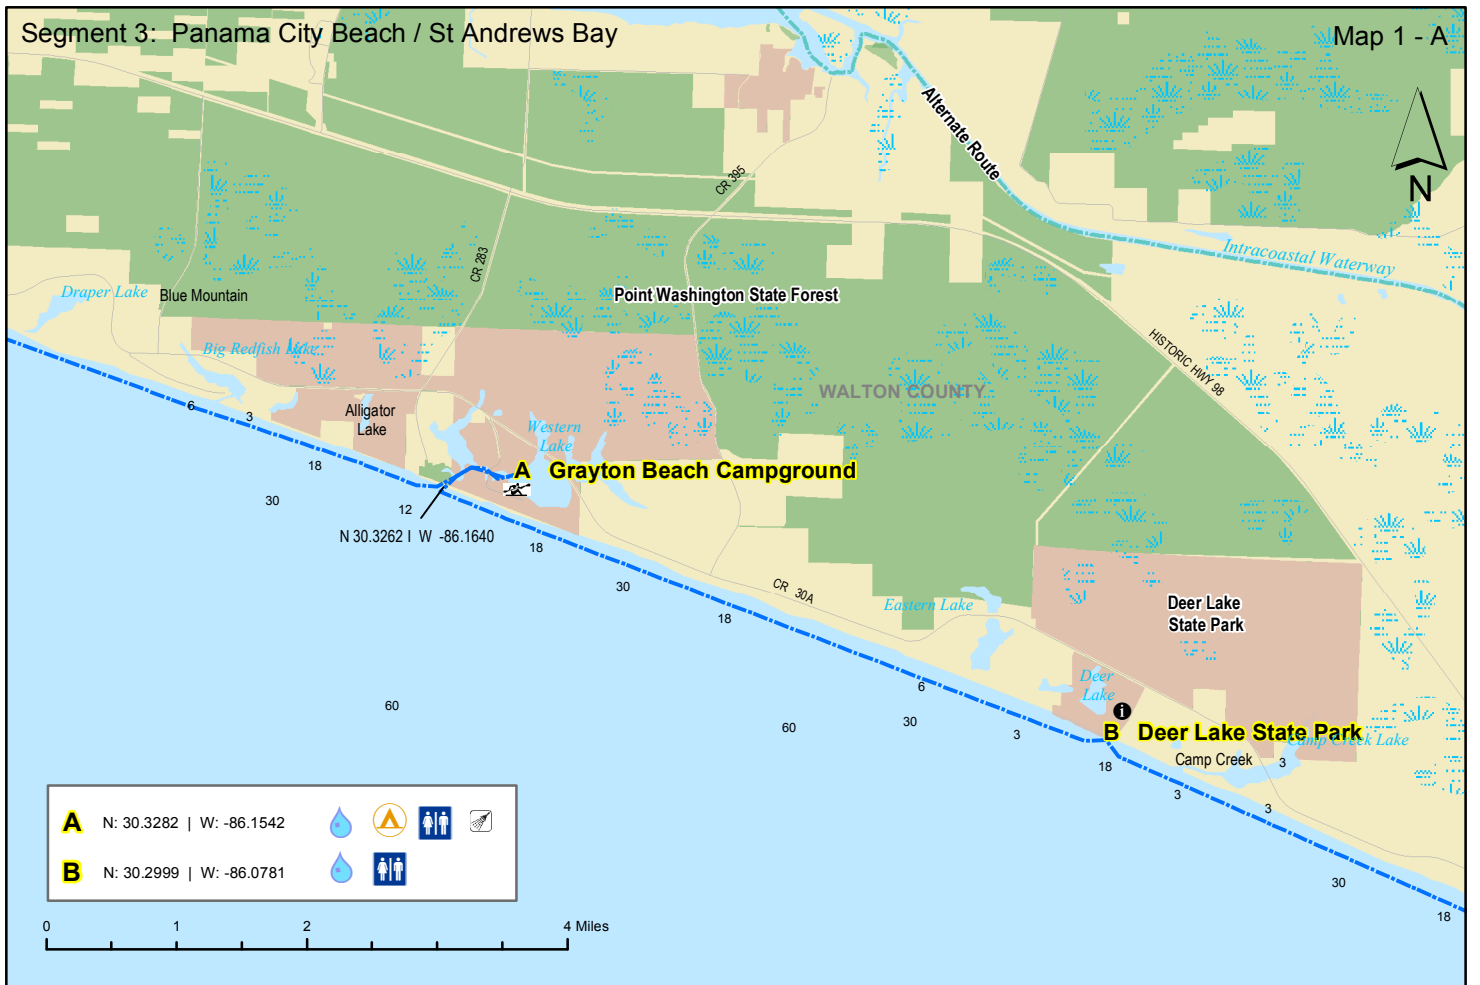 Segment 3: Panama City Beach / St Andrews Bay
Map 1 - A
Alternate Route
N
CR 395
CR 283
Intracoastal Waterway
Draper Lake
Blue Mountain
Point Washington State Forest
HISTORIC HWY 98
Big Redfish Lake
WALTON COUNTY
6
3
Alligator
Lake
Western
Lake
18
A Grayton Beach Campground
30
12
N 30.3262 I W -86.1640
18
30
CR 30A
18
Eastern Lake
Deer Lake
State Park
6
Deer
Lake
60
30
60
3
i
B Deer Lake State Park
Camp Creek Lake
Camp Creek
3
18
3
3
30
18
A N: 30.3282 | W: -86.1542
B N: 30.2999 | W: -86.0781
0 1 2 4 Miles